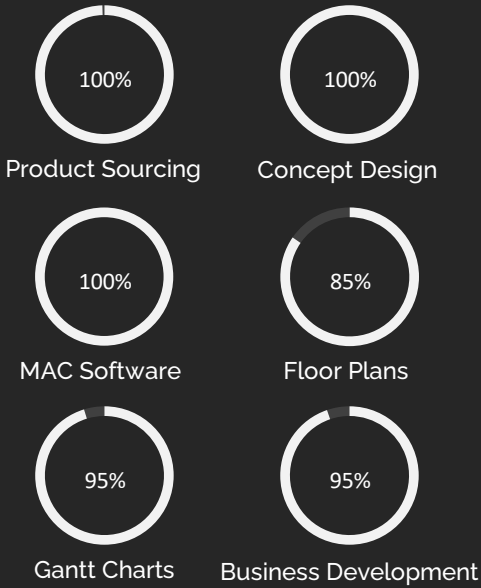 100%
Product Sourcing
100%
Concept Design
100%
MAC Software
85%
Floor Plans
95%
Gantt Charts
95%
Business Development